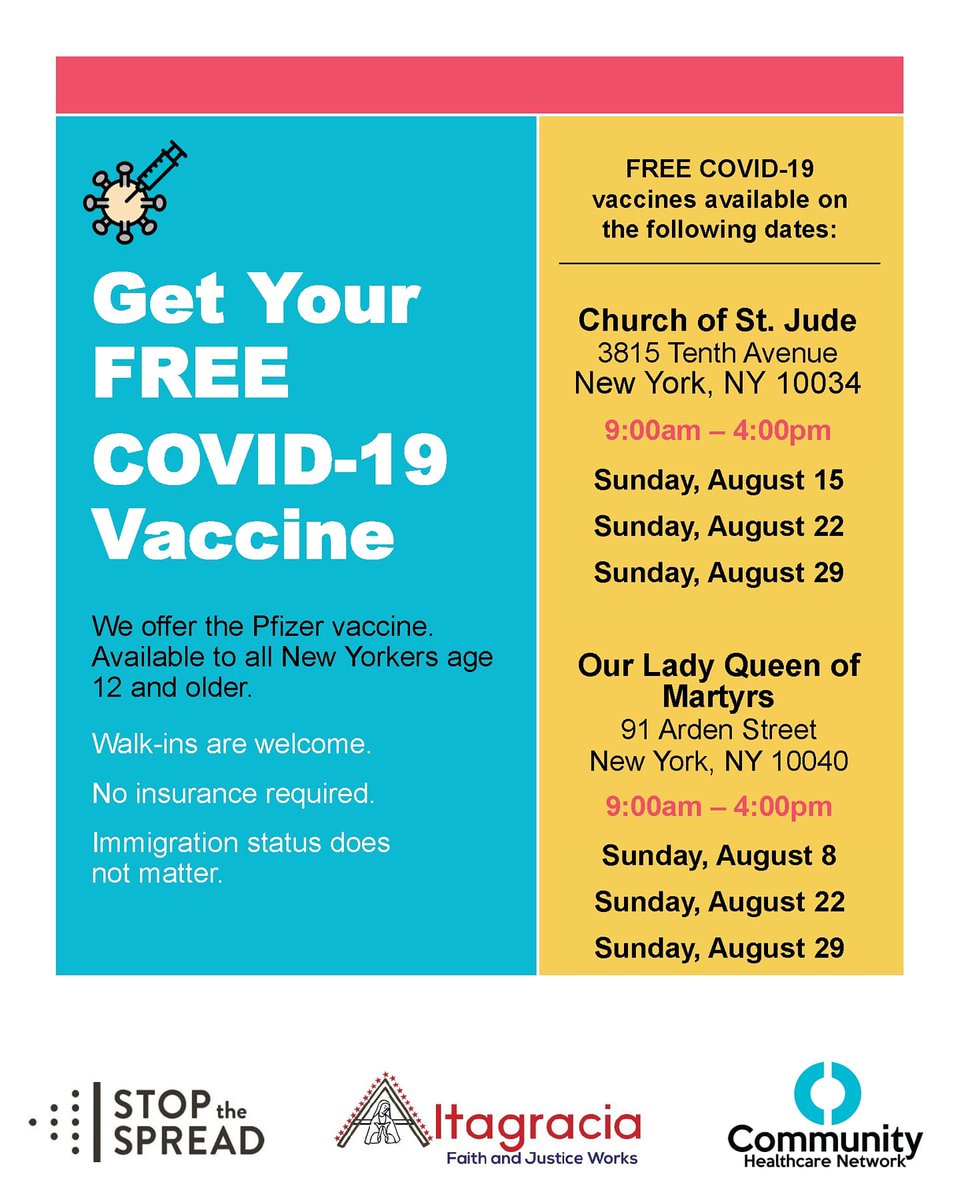 Get Your
FREE
COVID-19
Vaccine
We offer the Pfizer vaccine.
Available to all New Yorkers age
12 and older.
Walk-ins are welcome.
No insurance required.
Immigration status does
not matter.
FREE COVID-19
vaccines available on
the following dates:
Church of St. Jude
3815 Tenth Avenue
New York, NY 10034
9:00am – 4:00pm
Sunday, August 15
Sunday, August 22
Sunday, August 29
Our Lady Queen of
Martyrs
91 Arden Street
New York, NY 10040
9:00am – 4:00pm
Sunday, August 8
Sunday, August 22
Sunday, August 29
STOP the
SPREAD
Altagracia
Faith and Justice Works
Community
Healthcare Network